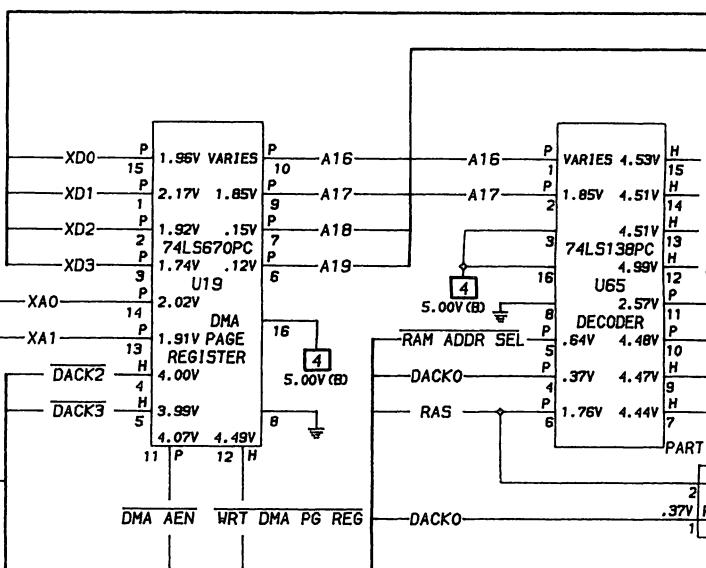 P P P H
XD0 1.96V VARIES A16 A16 VARIES 4.53V
15 10 1 15
P P P H
XD1 2.17V 1.85V A17 A17 1.85V 4.51V
1 9 2 14
P P H
XD2 1.92V .15V A18 4.51V
2 7 3 13
74LS670PC 74LS138PC
P P H
XD3 1.74V .12V A19 4.99V
3 6 16 12
U19 4 U65
P P
XA0 2.02V 5.00V(B) 2.57V
14 8 11
P DMA 16 DECODER
XA1 1.91V PAGE RAM ADDR SEL P .64V 4.48V P
13 REGISTER 4 5 10
H 5.00V(B) P H
DACK2 4.00V DACK0 .37V 4.47V
4 4 9
H P H
DACK3 3.99V RAS 1.76V 4.44V
5 8 6 7
4.07V 4.49V PART
11 P 12 H
2
DMA AEN WRT DMA PG REG DACK0 .37V
1